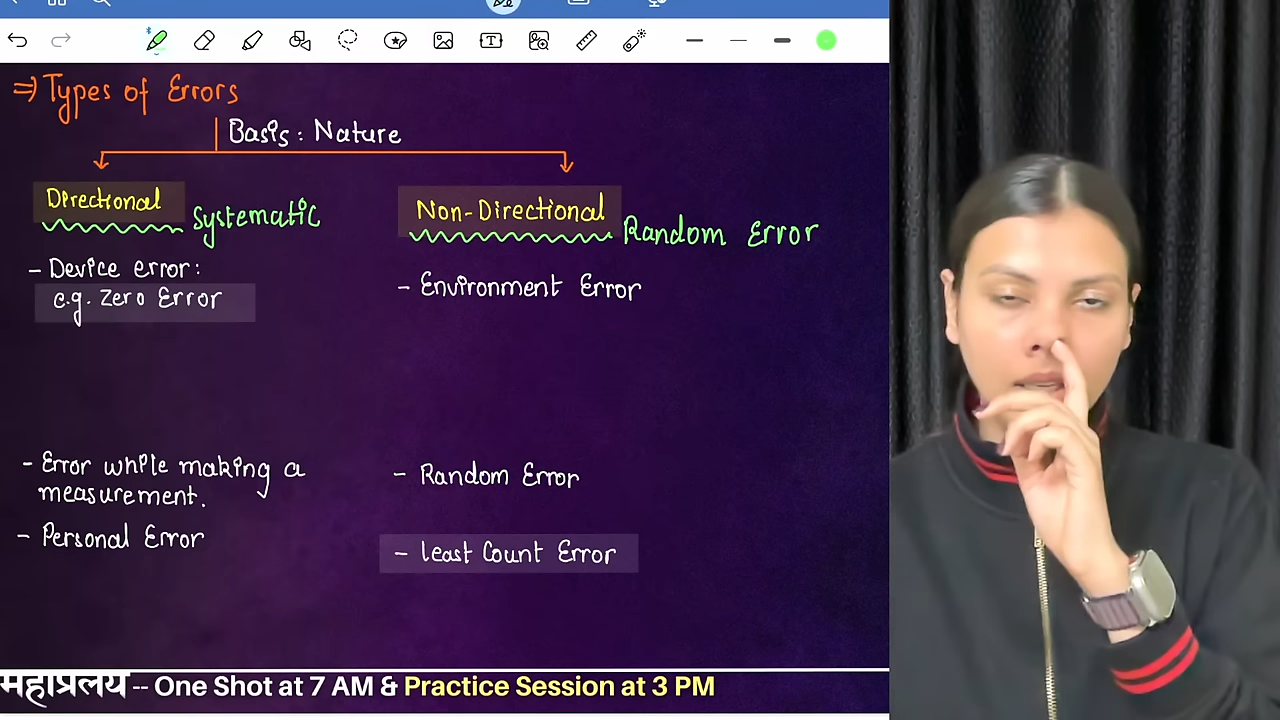 ⇒ Types of Errors
Basis: Nature
Directional Systematic
- Device error:
e.g. Zero Error
- Error while making a
measurement.
- Personal Error
Non-Directional Random Error
- Environment Error
- Random Error
- Least Count Error
महाप्रलय -- One Shot at 7 AM & Practice Session at 3 PM